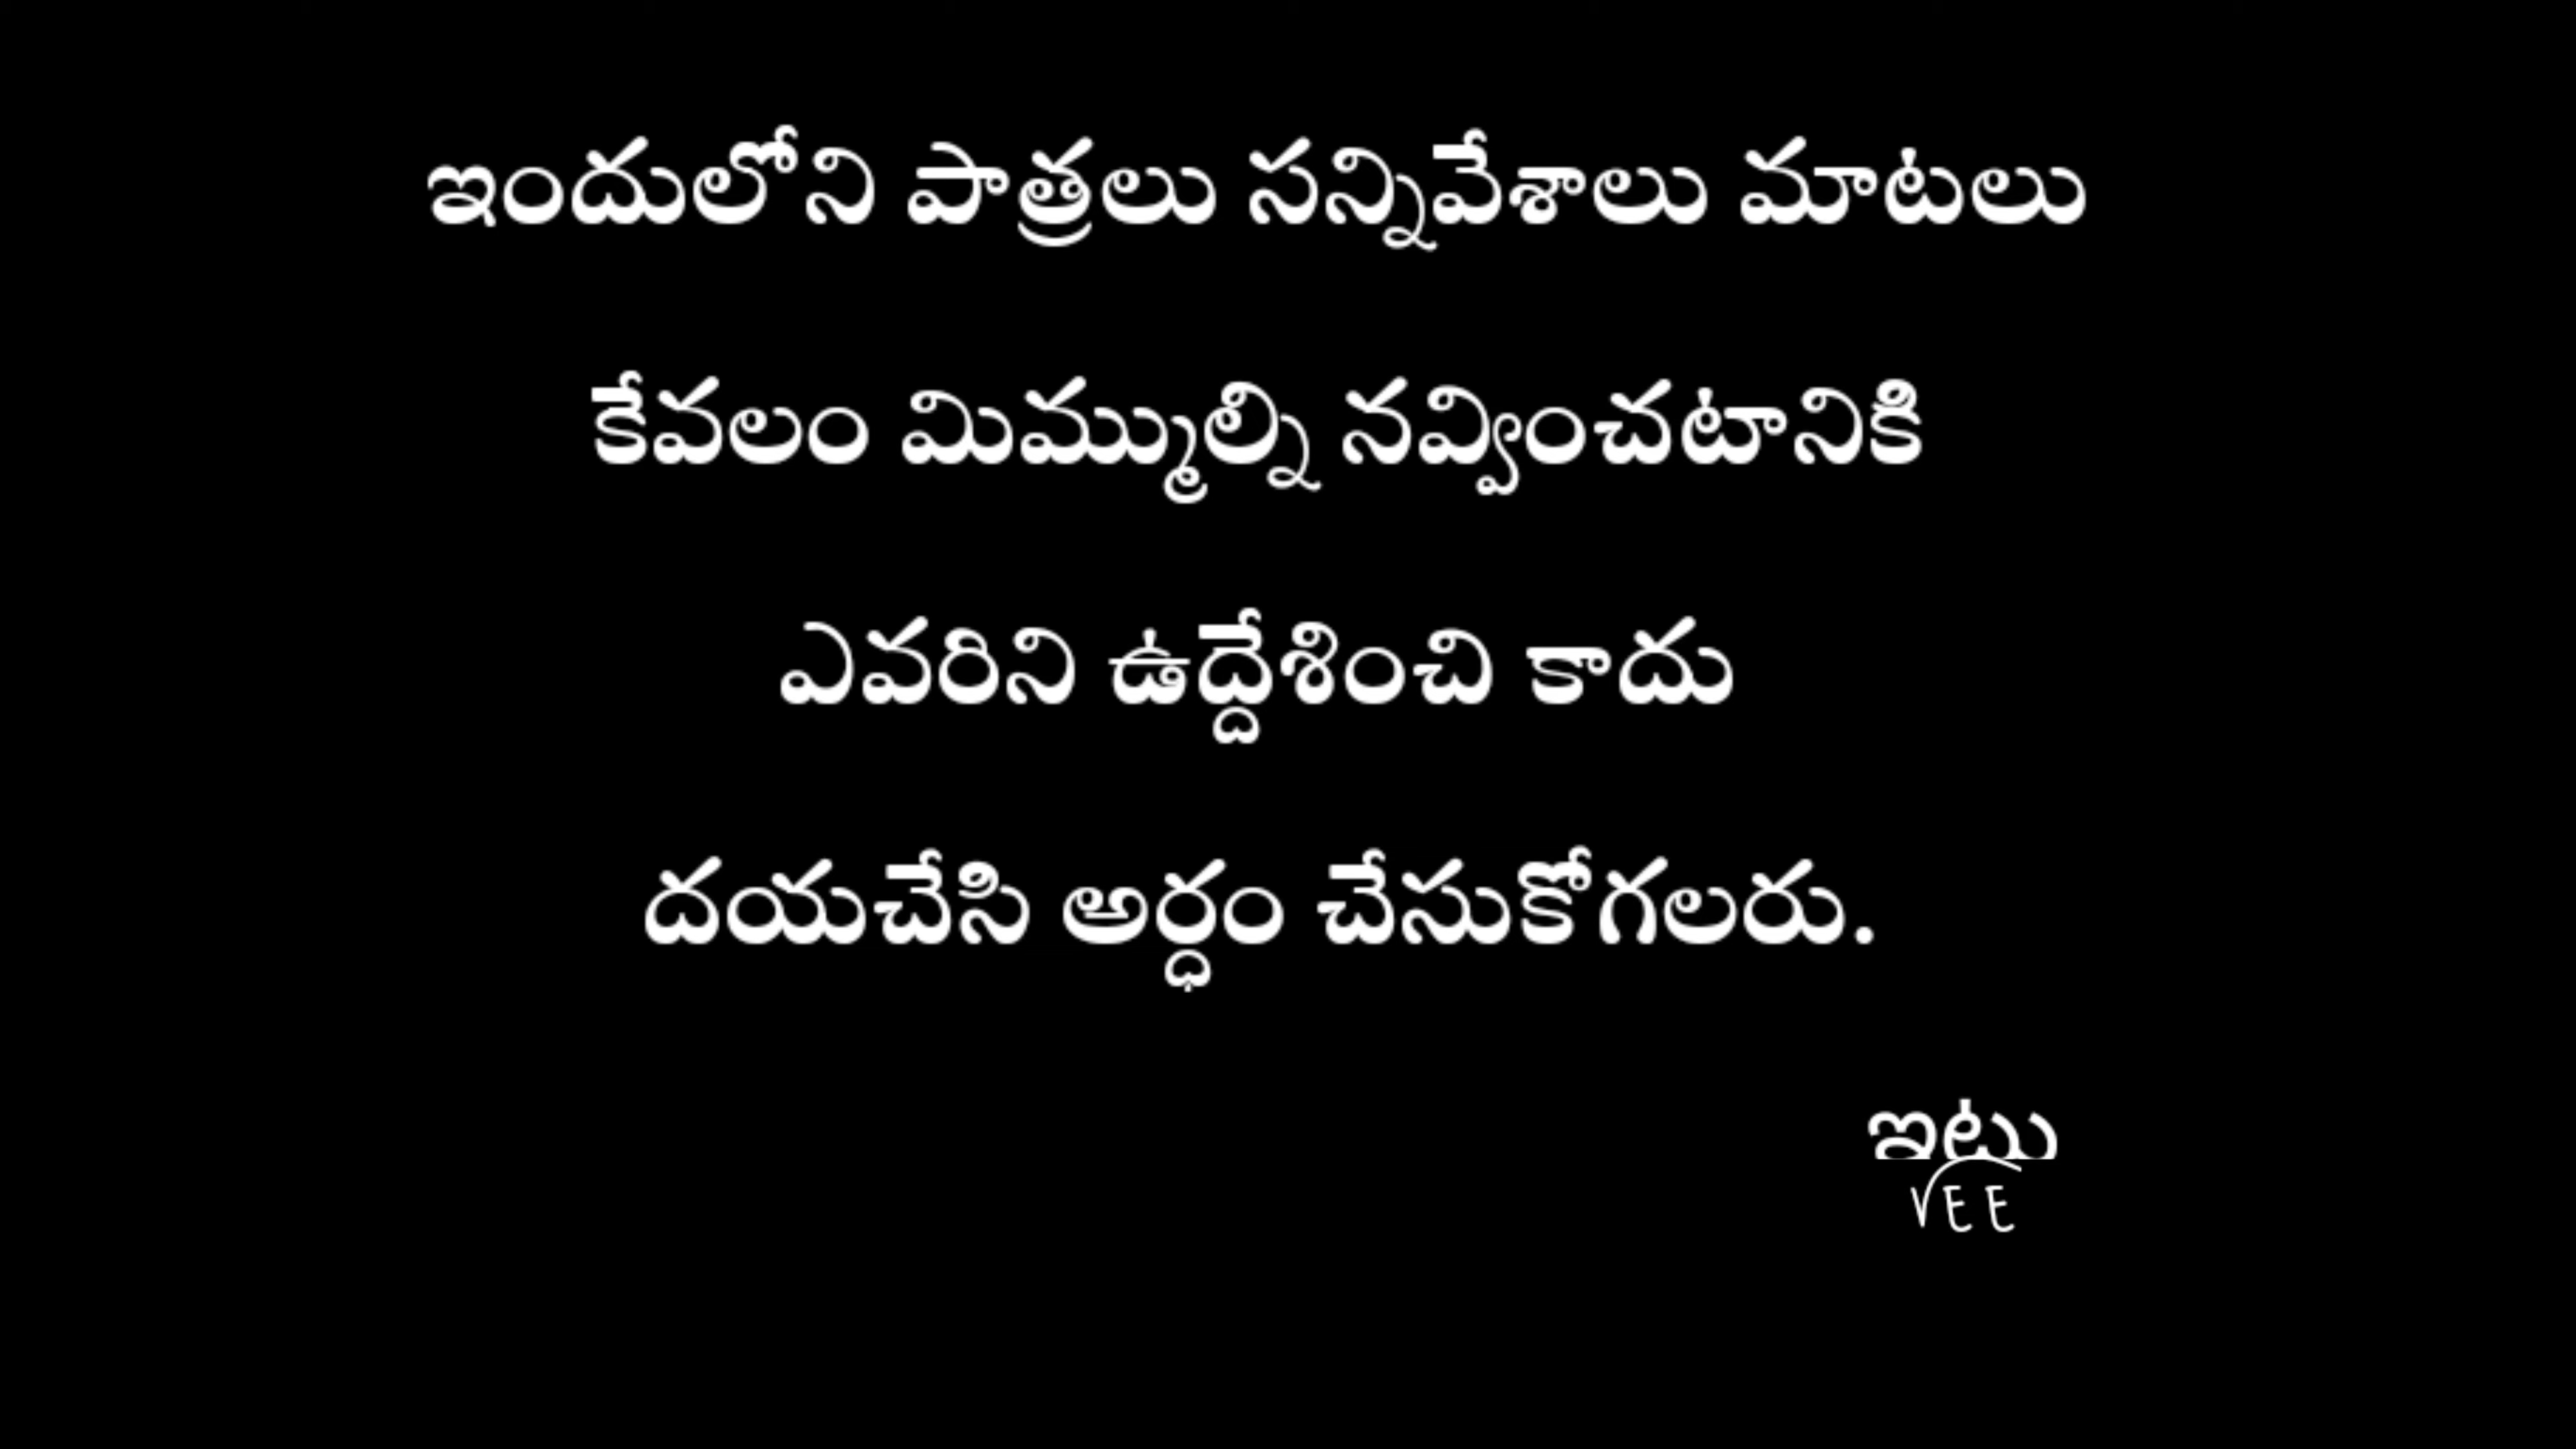 ఇందులోని పాత్రలు సన్నివేశాలు మాటలు
కేవలం మిమ్ముల్ని నవ్వించటానికి
ఎవరిని ఉద్దేశించి కాదు
దయచేసి అర్ధం చేసుకోగలరు.
ఇటు
VEE